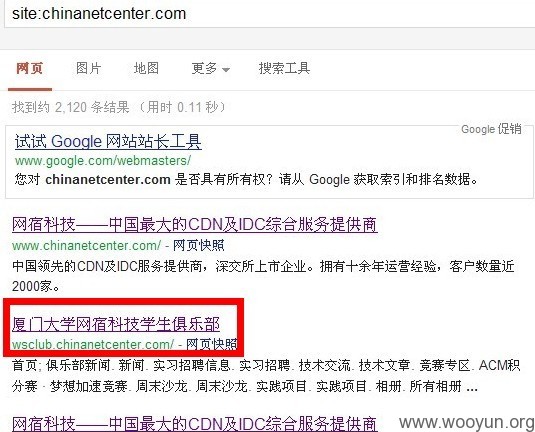 site:chinanetcenter.com
网页 图片 地图 更多 搜索工具
找到约 2,120 条结果 （用时 0.11 秒）
Google 促销
试试 Google 网站站长工具
www.google.com/webmasters/
您对 chinanetcenter.com 是否具有所有权？请从 Google 获取索引和排名数据。
网宿科技——中国最大的CDN及IDC综合服务提供商
www.chinanetcenter.com/ - 网页快照
中国领先的CDN及IDC服务提供商，深交所上市企业。拥有十余年运营经验，客户数量近
2000家。
厦门大学网宿科技学生俱乐部
wsclub.chinanetcenter.com/ - 网页快照
首页; 俱乐部新闻. 新闻. 实习招聘信息. 实习招聘. 技术交流. 技术文章. 竞赛专区. ACM积
分赛 · 梦想加速竞赛. 周末沙龙. 周末沙龙. 实践项目. 实践项目. 相册. 所有相册 ...
网宿科技——中国最大的CDN及IDC综合服务提供商
www.wooyun.org